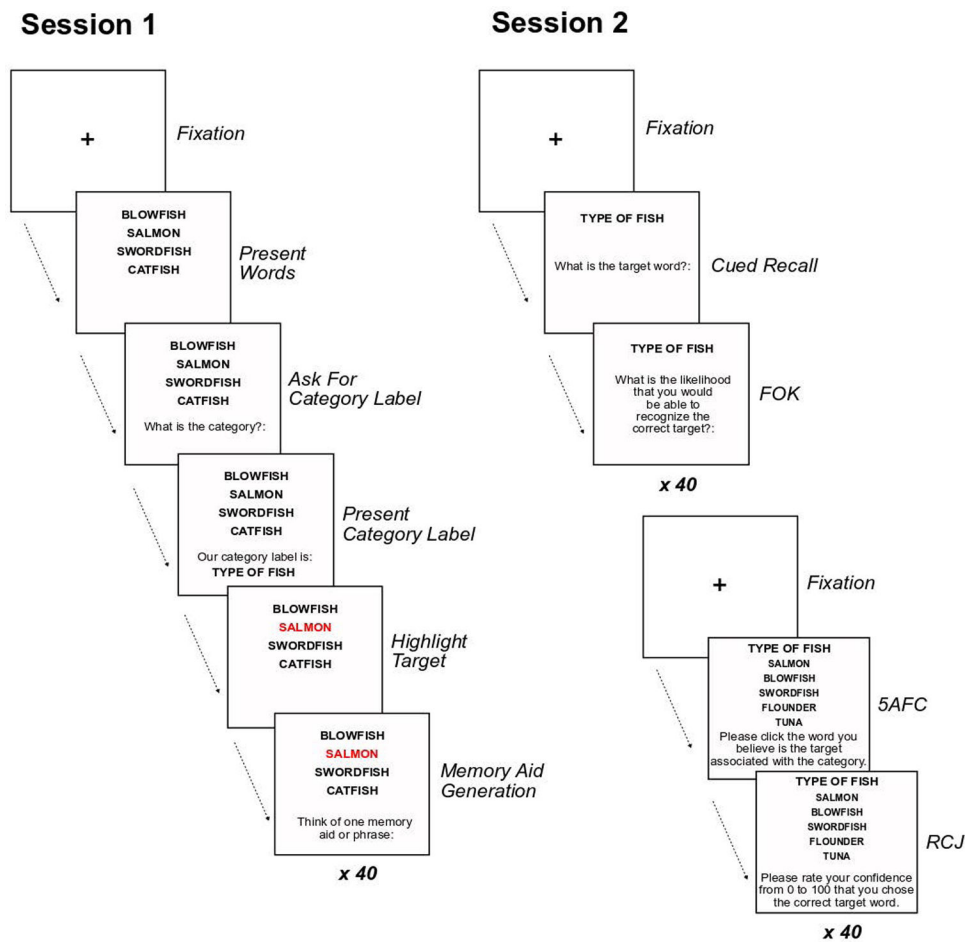 Session 1
+
Fixation
BLOWFISH
SALMON
SWORDFISH
CATFISH
Present
Words
BLOWFISH
SALMON
SWORDFISH
CATFISH
What is the category?:
Ask For
Category Label
BLOWFISH
SALMON
SWORDFISH
CATFISH
Our category label is:
TYPE OF FISH
Present
Category Label
BLOWFISH
SALMON
SWORDFISH
CATFISH
Highlight
Target
BLOWFISH
SALMON
SWORDFISH
CATFISH
Think of one memory
aid or phrase:
Memory Aid
Generation
x 40
Session 2
+
Fixation
TYPE OF FISH
What is the target word?:
Cued Recall
TYPE OF FISH
What is the likelihood
that you would
be able to
recognize the
correct target?:
FOK
x 40
+
Fixation
TYPE OF FISH
SALMON
BLOWFISH
SWORDFISH
FLOUNDER
TUNA
Please click the word you
believe is the target
associated with the category.
5AFC
TYPE OF FISH
SALMON
BLOWFISH
SWORDFISH
FLOUNDER
TUNA
Please rate your confidence
from 0 to 100 that you chose
the correct target word.
RCJ
x 40